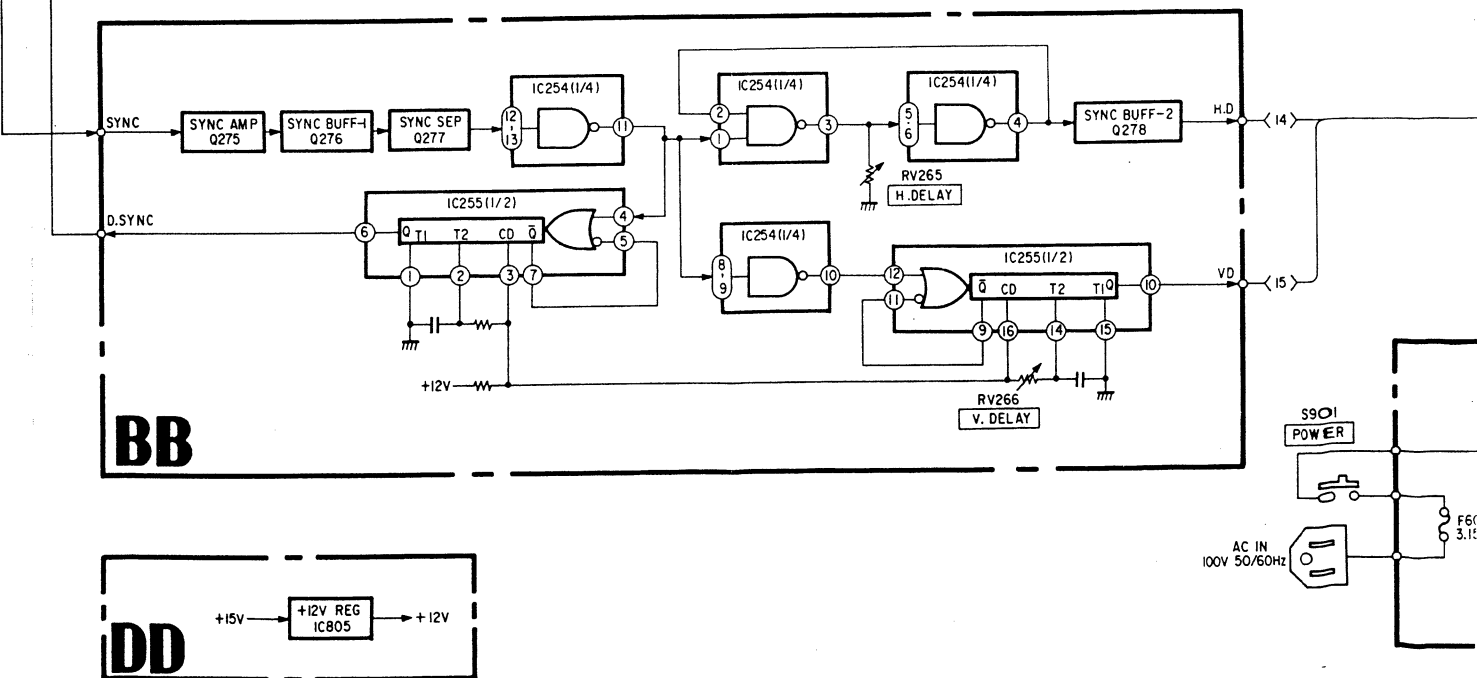 SYNC
SYNC AMP
Q275
SYNC BUFF-1
Q276
SYNC SEP
Q277
IC254(1/4)
12
13
11
IC254(1/4)
2
1
3
IC254(1/4)
5
6
4
SYNC BUFF-2
Q278
H.D
14
RV265
H.DELAY
D.SYNC
IC255(1/2)
6
Q T1 T2 CD Q̅
4
5
1 2 3 7
IC254(1/4)
8
9
10
IC255(1/2)
12
11
Q̅ CD T2 T1 Q
10
9 16 14 15
VD
15
+12V
RV266
V. DELAY
BB
S901
POWER
AC IN
100V 50/60Hz
DD
+15V
+12V REG
IC805
+12V